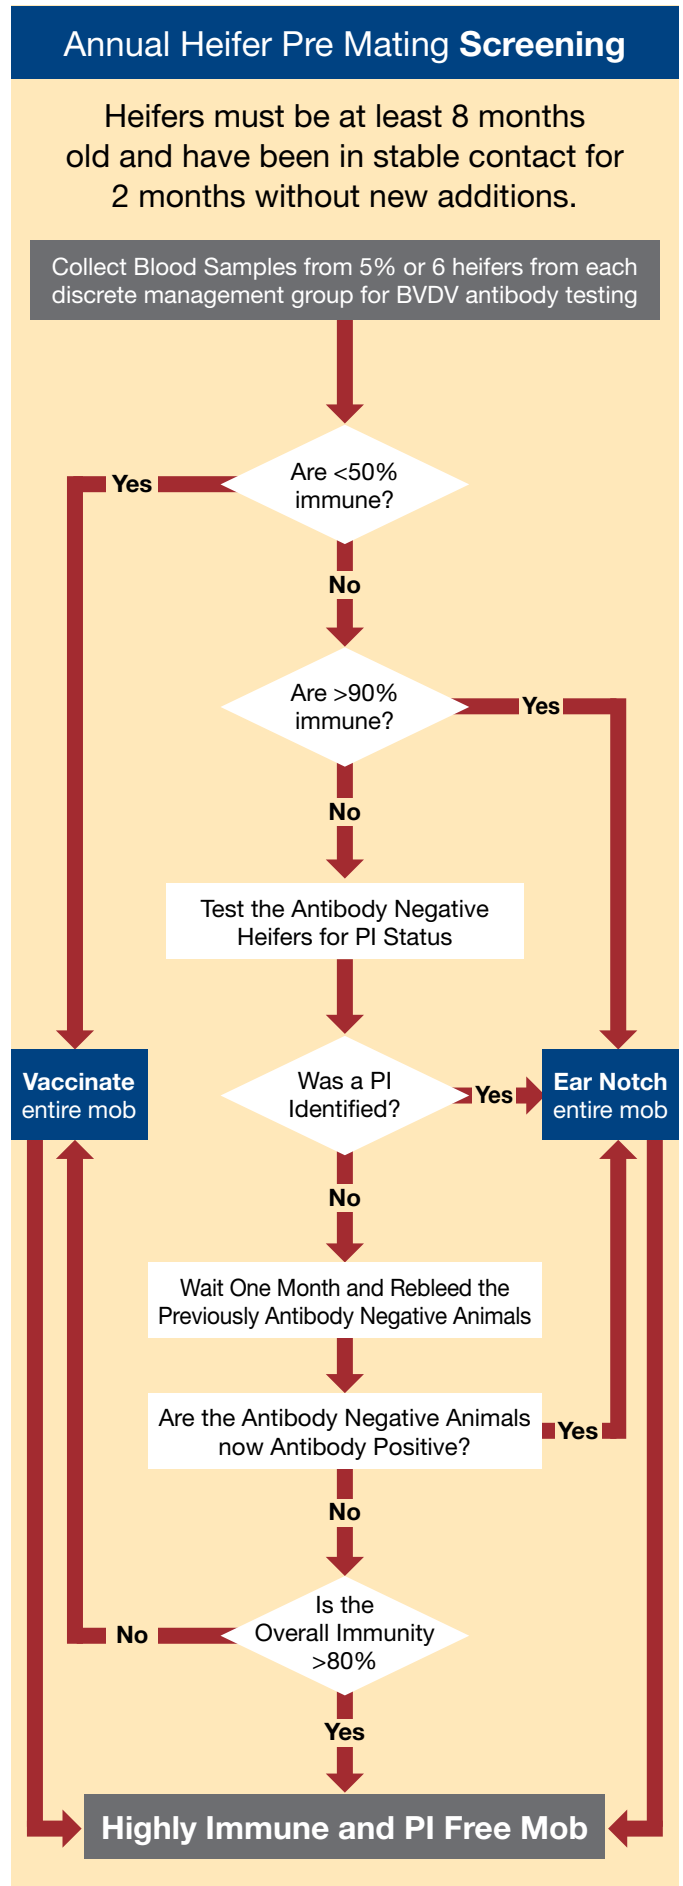 Annual Heifer Pre Mating Screening
Heifers must be at least 8 months
old and have been in stable contact for
2 months without new additions.
Collect Blood Samples from 5% or 6 heifers from each
discrete management group for BVDV antibody testing
Are <50%
immune?
Yes
No
Are >90%
immune?
Yes
No
Test the Antibody Negative
Heifers for PI Status
Vaccinate
entire mob
Was a PI
Identified?
Yes
Ear Notch
entire mob
No
Wait One Month and Rebleed the
Previously Antibody Negative Animals
Are the Antibody Negative Animals
now Antibody Positive?
Yes
No
Is the
Overall Immunity
>80%
No
Yes
Highly Immune and PI Free Mob